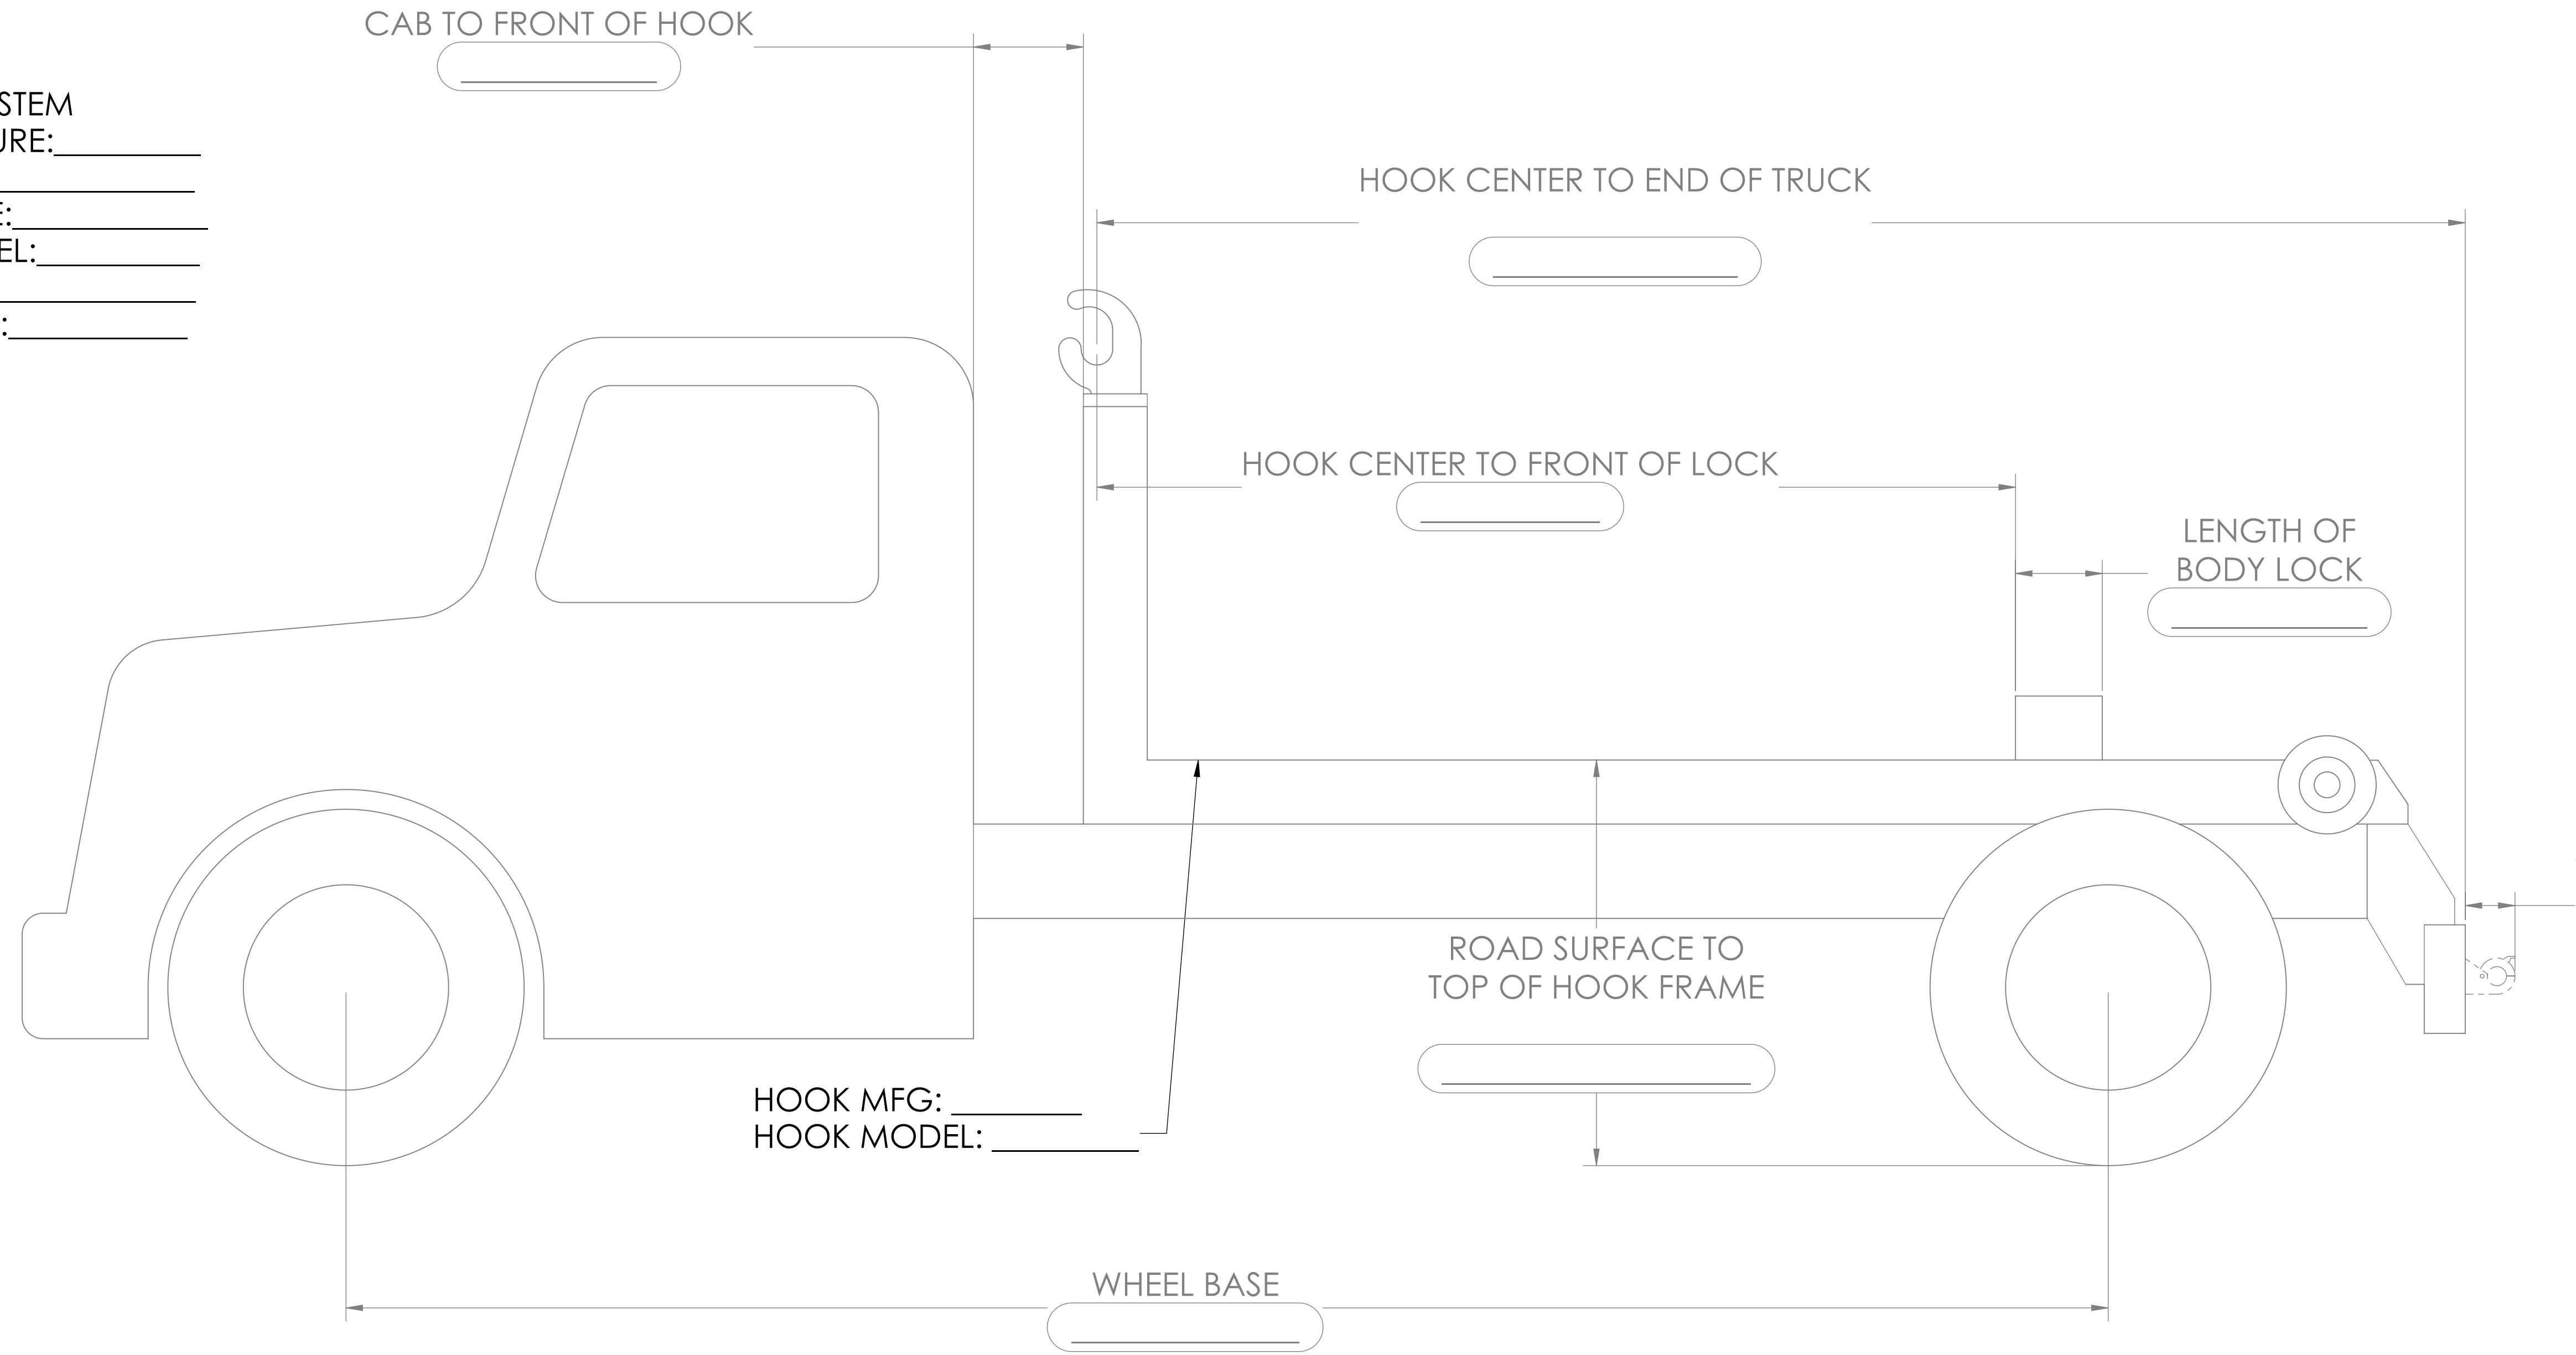 CAB TO FRONT OF HOOK
STEM
URE:
E:
EL:
:
HOOK CENTER TO END OF TRUCK
HOOK CENTER TO FRONT OF LOCK
LENGTH OF
BODY LOCK
ROAD SURFACE TO
TOP OF HOOK FRAME
HOOK MFG:
HOOK MODEL:
WHEEL BASE